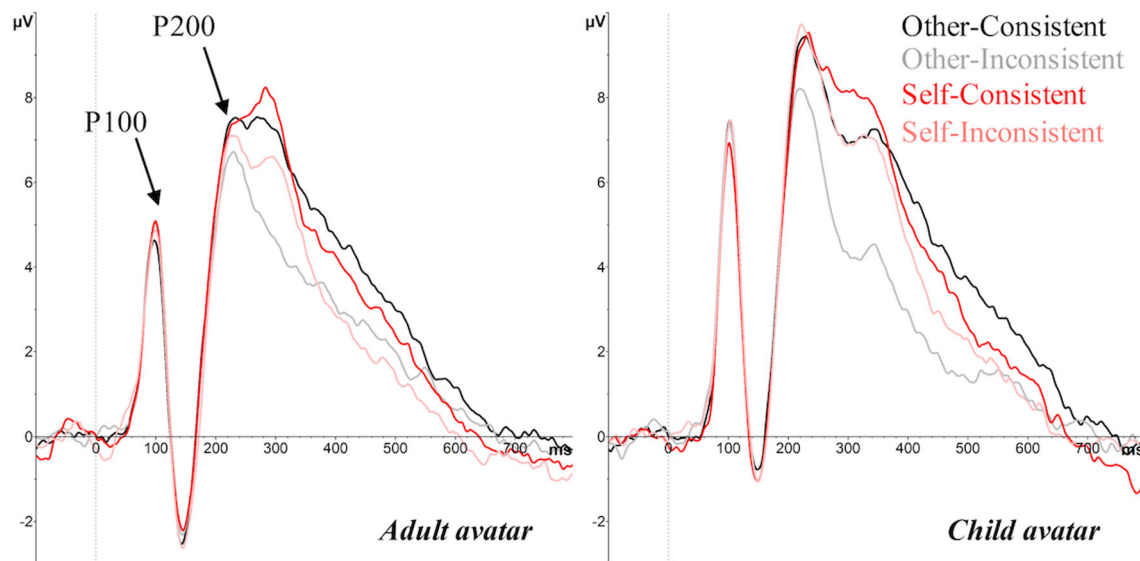 µV
P200
P100
8
6
4
2
0
-2
0
100
200
300
400
500
600
700
ms
Adult avatar
µV
8
6
4
2
0
-2
0
100
200
300
400
500
600
700
ms
Other-Consistent
Other-Inconsistent
Self-Consistent
Self-Inconsistent
Child avatar